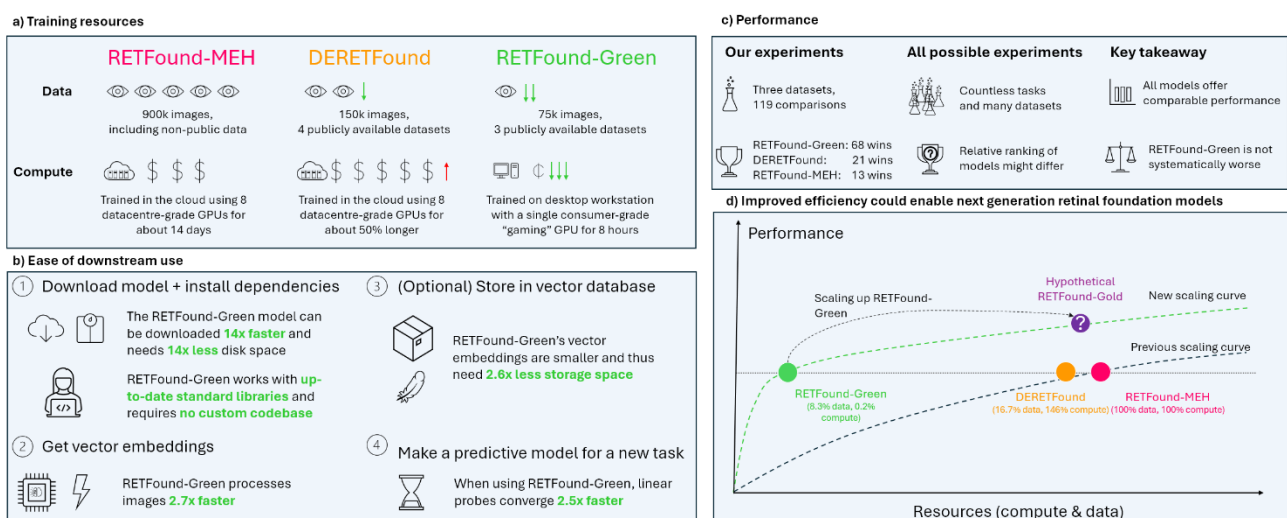 a) Training resources
RETFound-MEH
DERETFound
RETFound-Green
Data
900k images,
including non-public data
150k images,
4 publicly available datasets
75k images,
3 publicly available datasets
Compute
$ $ $
$ $ $ $ $
¢
Trained in the cloud using 8
datacentre-grade GPUs for
about 14 days
Trained in the cloud using 8
datacentre-grade GPUs for
about 50% longer
Trained on desktop workstation
with a single consumer-grade
“gaming” GPU for 8 hours
b) Ease of downstream use
1 Download model + install dependencies
The RETFound-Green model can
be downloaded 14x faster and
needs 14x less disk space
RETFound-Green works with up-
to-date standard libraries and
requires no custom codebase
2 Get vector embeddings
RETFound-Green processes
images 2.7x faster
3 (Optional) Store in vector database
RETFound-Green’s vector
embeddings are smaller and thus
need 2.6x less storage space
4 Make a predictive model for a new task
When using RETFound-Green, linear
probes converge 2.5x faster
c) Performance
Our experiments
All possible experiments
Key takeaway
Three datasets,
119 comparisons
Countless tasks
and many datasets
All models offer
comparable performance
RETFound-Green: 68 wins
DERETFound: 21 wins
RETFound-MEH: 13 wins
?
Relative ranking of
models might differ
RETFound-Green is not
systematically worse
d) Improved efficiency could enable next generation retinal foundation models
Performance
Hypothetical
RETFound-Gold
?
Scaling up RETFound-
Green
New scaling curve
Previous scaling curve
RETFound-Green
(8.3% data, 0.2%
compute)
DERETFound
(16.7% data, 146% compute)
RETFound-MEH
(100% data, 100% compute)
Resources (compute & data)